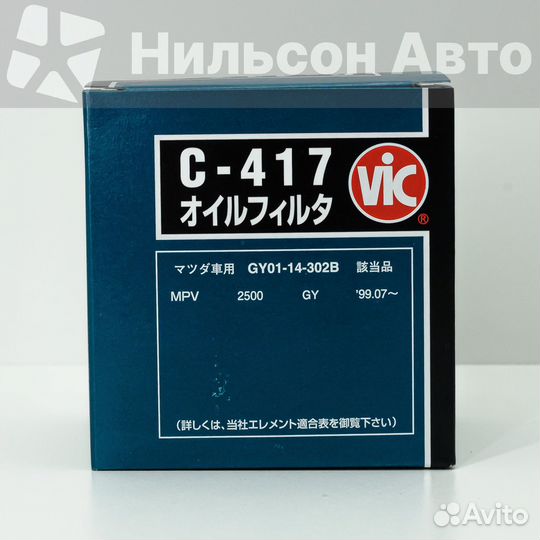 Нильсон Авто
C-417
オイルフィルタ
VIC
®
マツダ車用 GY01-14-302B 該当品
MPV 2500 GY '99.07～
(詳しくは、当社エレメント適合表を御覧下さい)
Avito